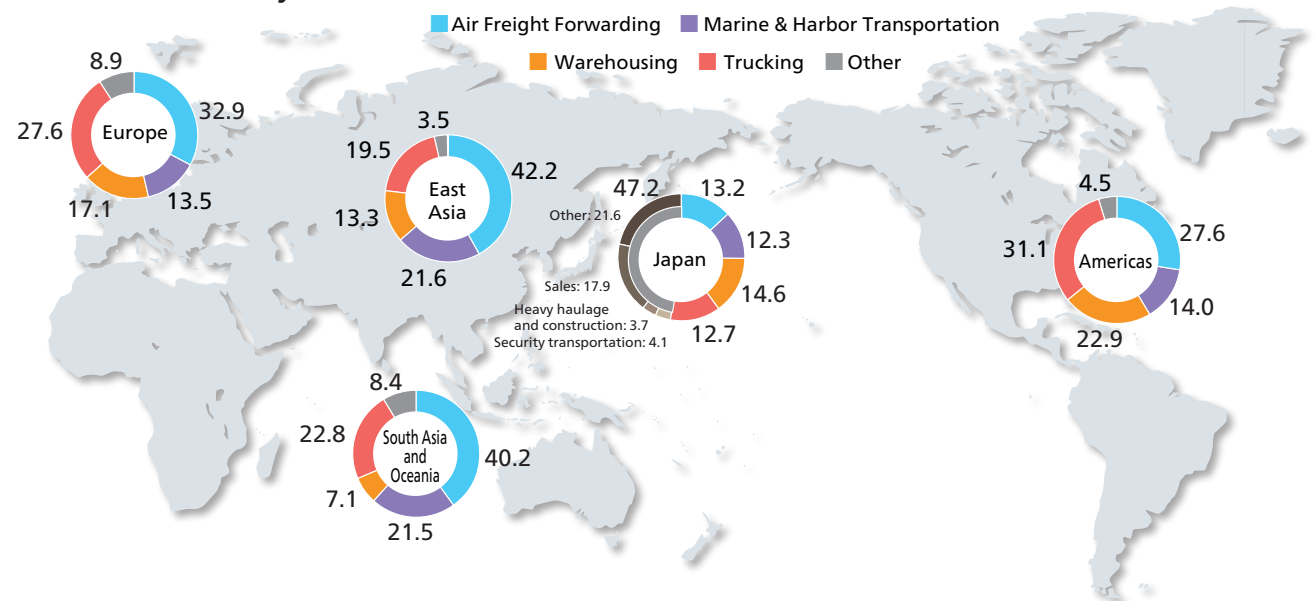 Air Freight Forwarding
Marine & Harbor Transportation
Warehousing
Trucking
Other
8.9
32.9
27.6
Europe
17.1
13.5
3.5
19.5
42.2
East
Asia
13.3
21.6
47.2
13.2
Other: 21.6
12.3
Japan
Sales: 17.9
14.6
Heavy haulage
and construction: 3.7
Security transportation: 4.1
12.7
4.5
27.6
31.1
Americas
14.0
22.9
8.4
22.8
South Asia
and
Oceania
40.2
7.1
21.5